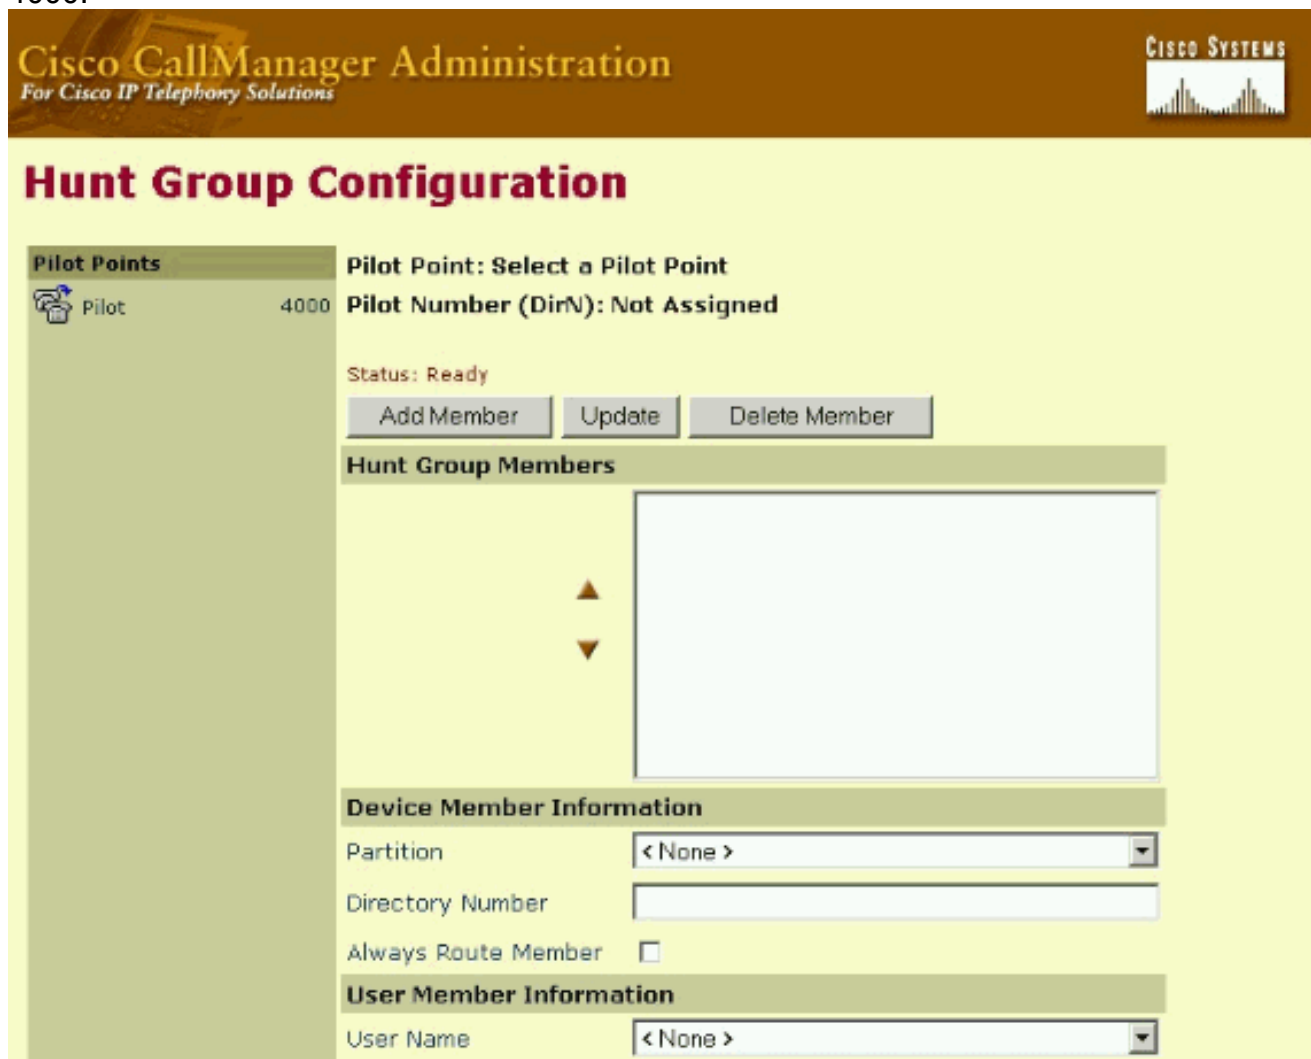 Cisco CallManager Administration
For Cisco IP Telephony Solutions
CISCO SYSTEMS
Hunt Group Configuration
Pilot Points
Pilot 4000
Pilot Point: Select a Pilot Point
Pilot Number (DirN): Not Assigned
Status: Ready
Add Member Update Delete Member
Hunt Group Members
Device Member Information
Partition < None >
Directory Number
Always Route Member
User Member Information
User Name < None >